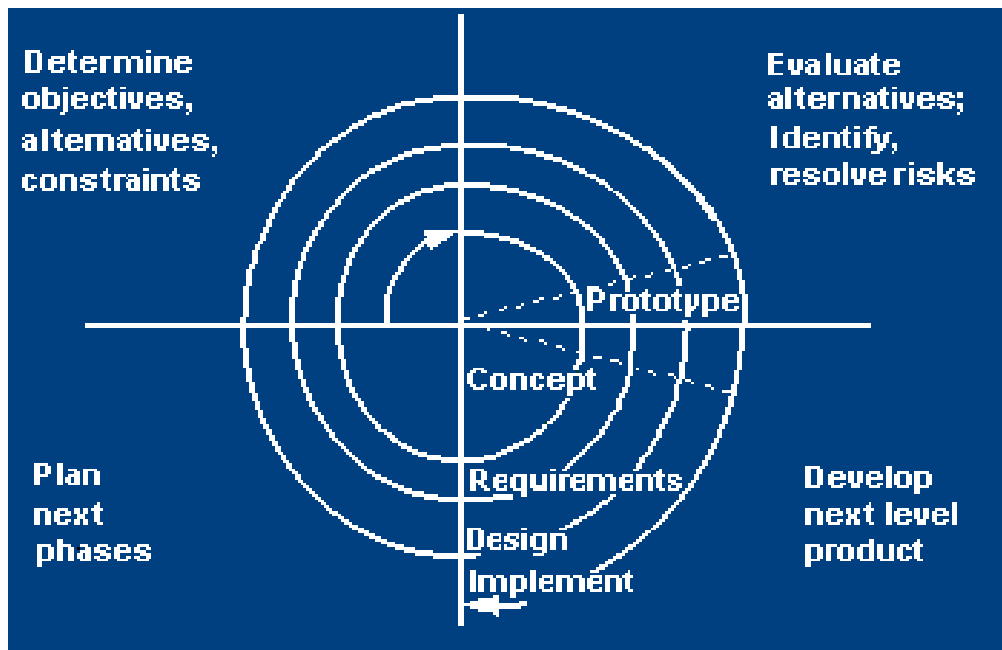 Determine
objectives,
alternatives,
constraints
Evaluate
alternatives;
Identify,
resolve risks
Prototype
Concept
Requirements
Design
Implement
Plan
next
phases
Develop
next level
product